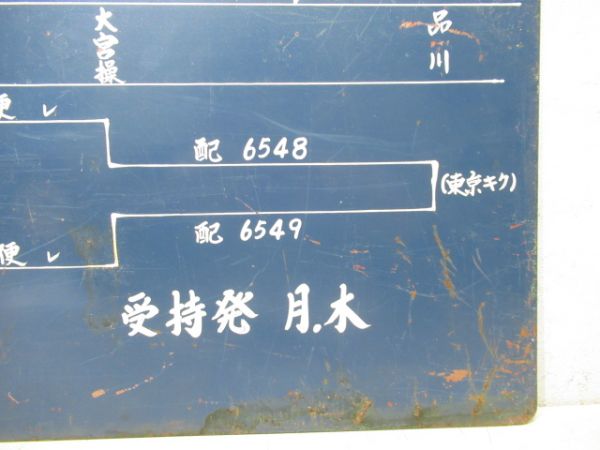 大宮操
品川
便 レ
配 6548
(東京キク)
配 6549
便 レ
受持発 月.木